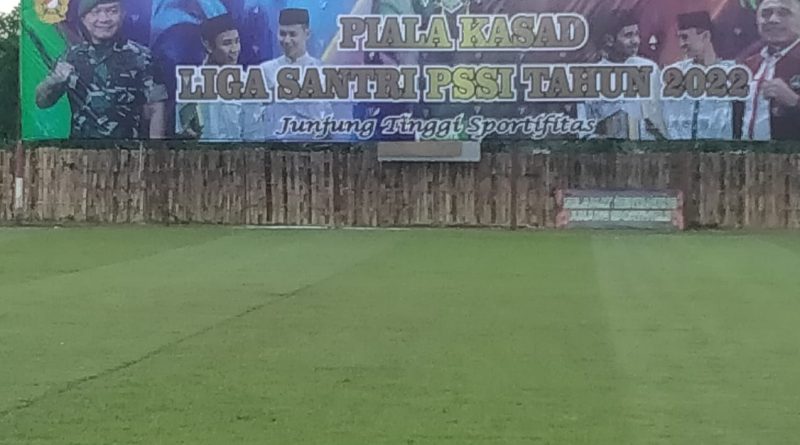 PIALA KASAD
LIGA SANTRI PSSI TAHUN 2022
Junjung Tinggi Sportifitas